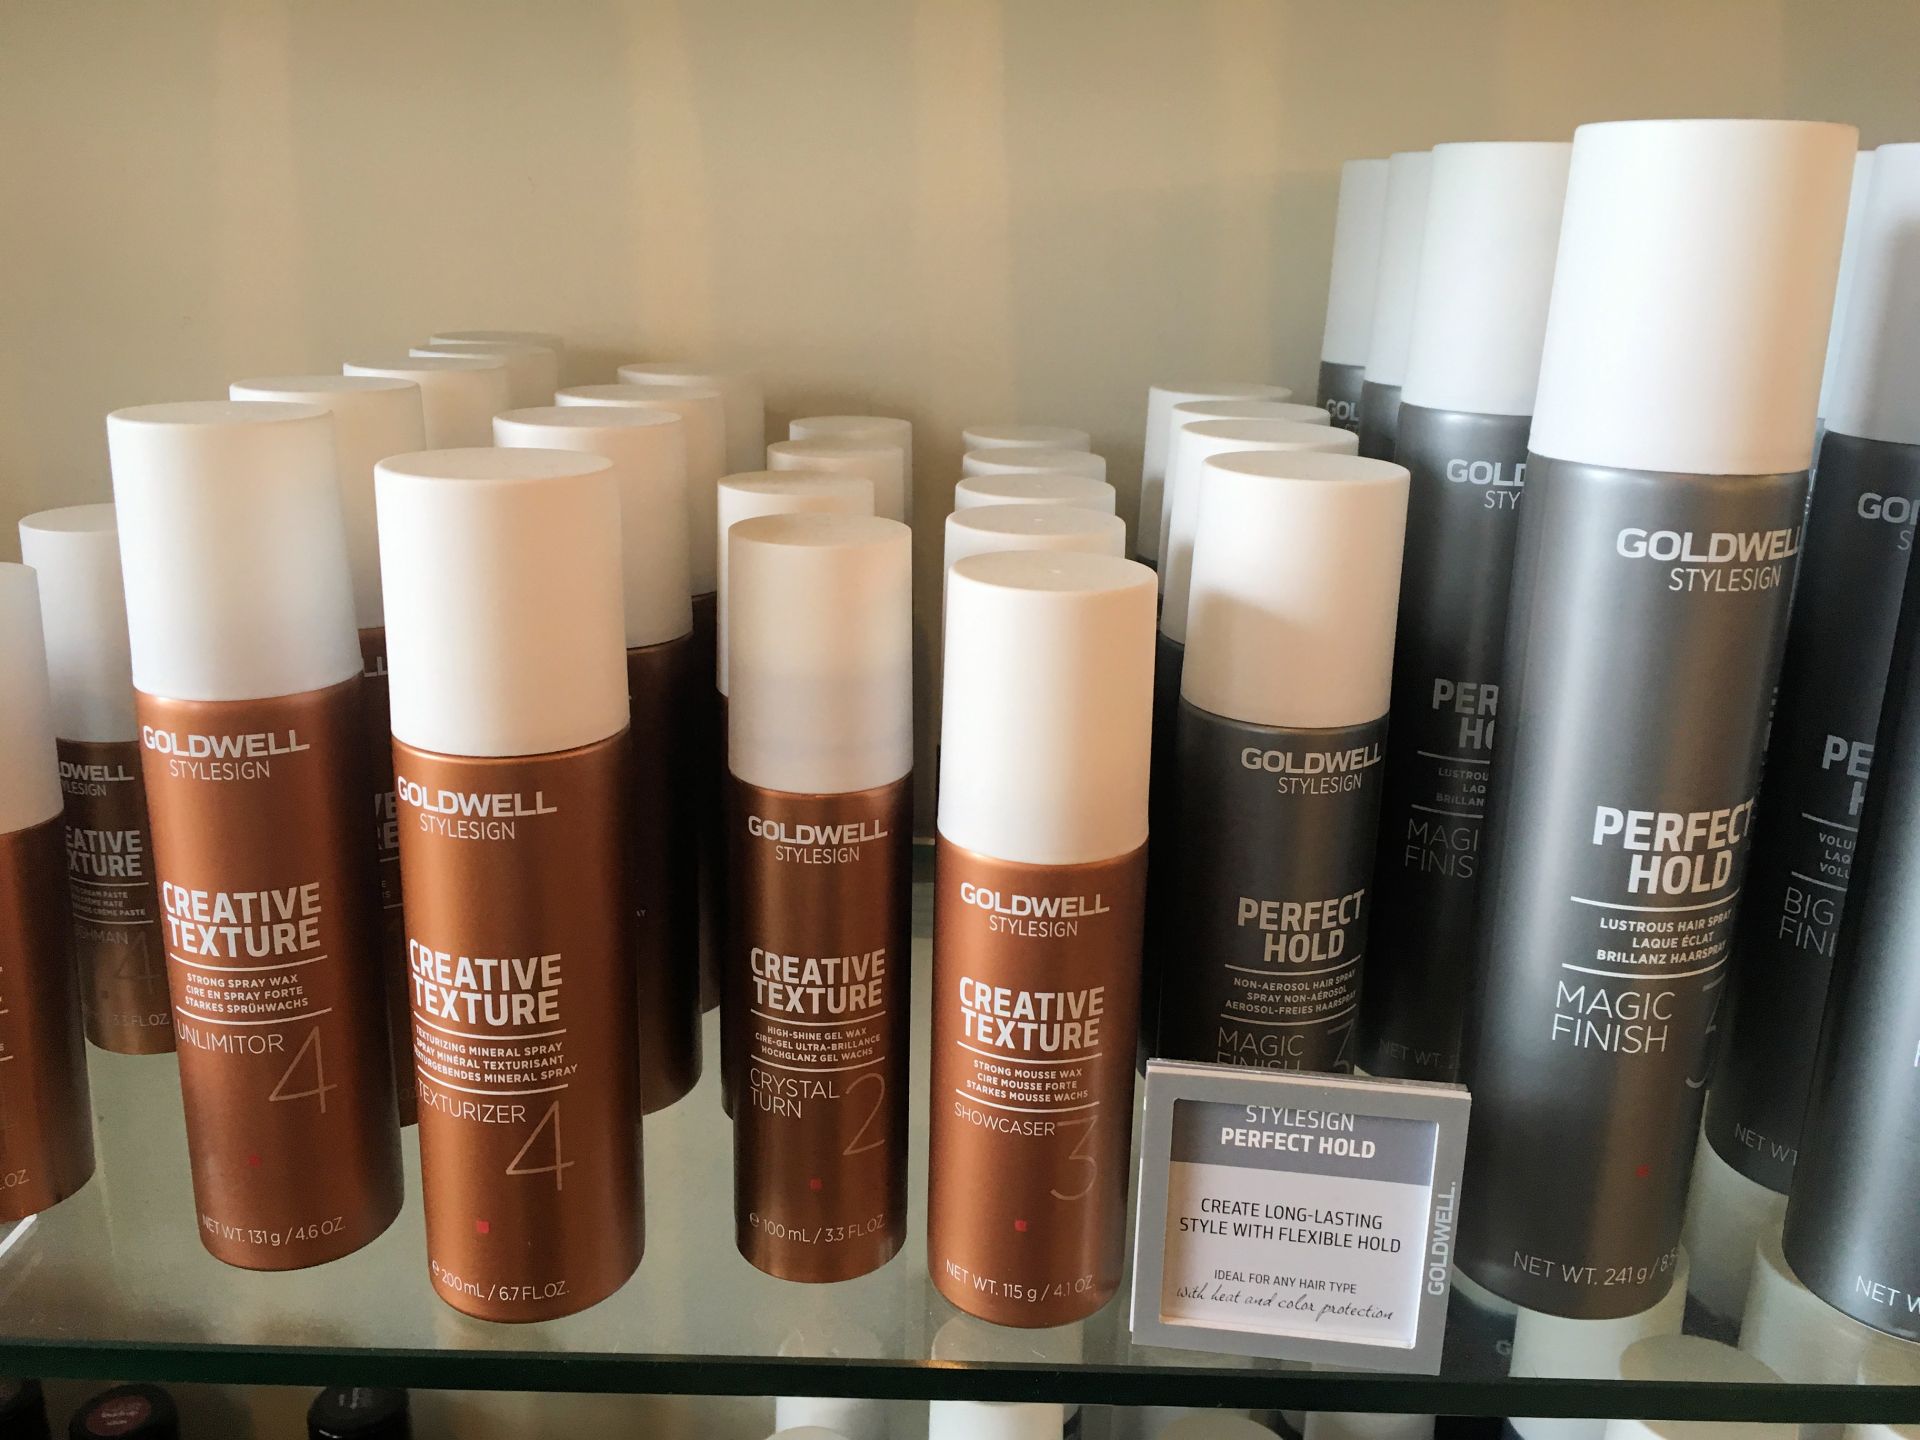 GOLDWELL
STYLESIGN
CREATIVE
TEXTURE
STRONG SPRAY WAX
CIRE EN SPRAY FORTE
STARKES SPRÜHWACHS
UNLIMITOR 4
NET WT. 131 g / 4.6 OZ.
GOLDWELL
STYLESIGN
CREATIVE
TEXTURE
TEXTURIZING MINERAL SPRAY
SPRAY MINÉRAL TEXTURISANT
TEXTURGEBENDES MINERAL SPRAY
TEXTURIZER 4
e 200 mL / 6.7 FL.OZ.
GOLDWELL
STYLESIGN
CREATIVE
TEXTURE
HIGH-SHINE GEL WAX
CIRE-GEL ULTRA-BRILLANCE
HOCHGLANZ GEL WACHS
CRYSTAL
TURN 2
e 100 mL / 3.3 FL.OZ
GOLDWELL
STYLESIGN
CREATIVE
TEXTURE
STRONG MOUSSE WAX
CIRE MOUSSE FORTE
STARKES MOUSSE WACHS
SHOWCASER 3
NET WT. 115 g / 4.1 OZ.
GOLDWELL
STYLESIGN
PERFECT
HOLD
NON-AEROSOL HAIR SPRAY
SPRAY NON-AÉROSOL
AEROSOL-FREIES HAARSPRAY
MAGIC
FINISH 3
STYLESIGN
PERFECT HOLD
CREATE LONG-LASTING
STYLE WITH FLEXIBLE HOLD
IDEAL FOR ANY HAIR TYPE
with heat and color protection
GOLDWELL.
GOLDWELL
STYLESIGN
PERFECT
HOLD
LUSTROUS HAIR SPRAY
LAQUE ÉCLAT
BRILLANZ HAARSPRAY
MAGIC
FINISH
NET WT. 241 g / 8.5